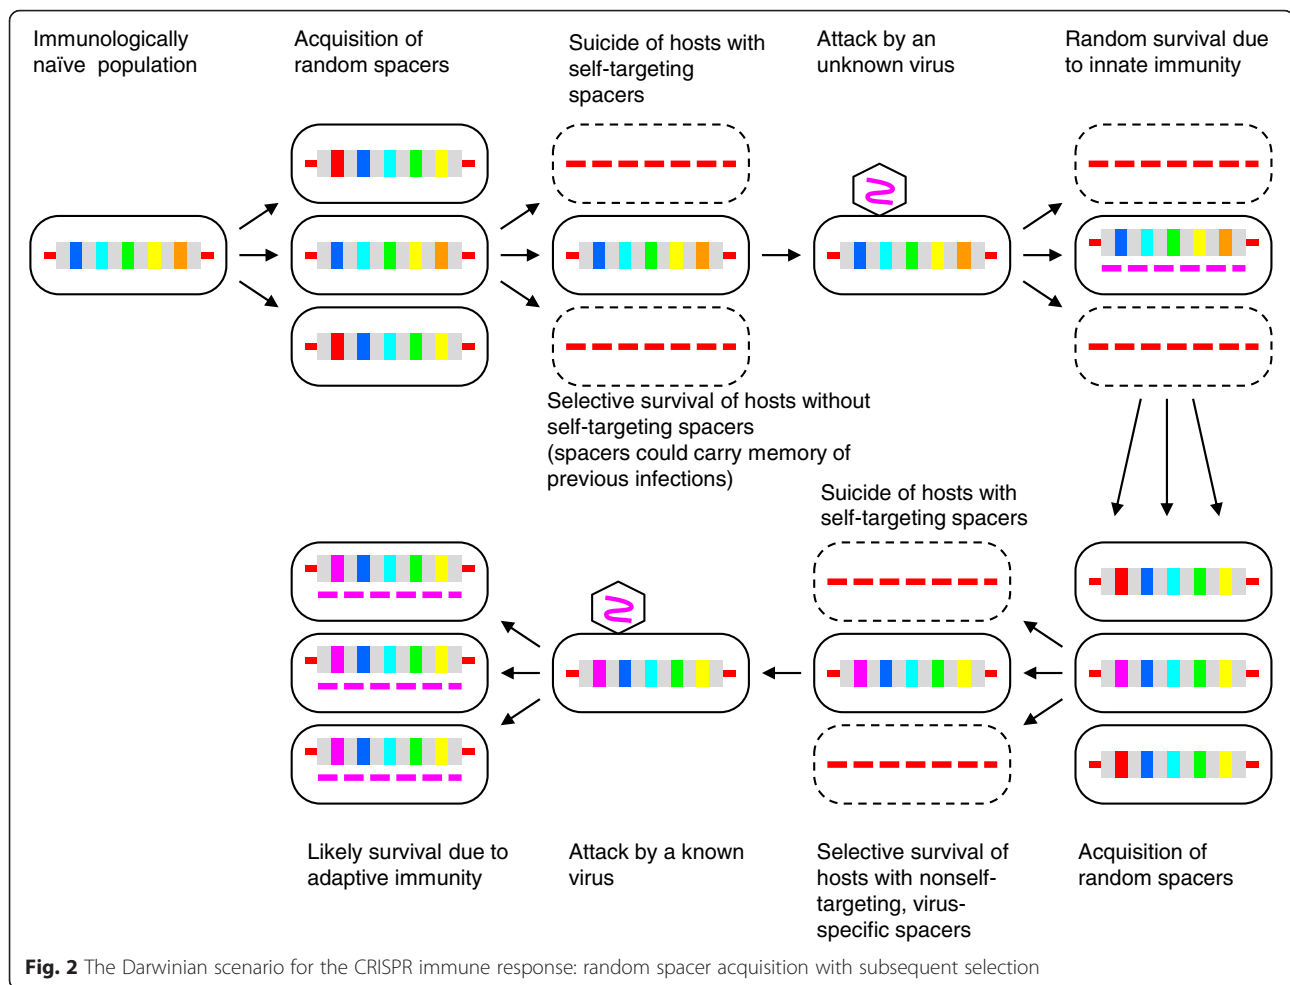 Immunologically
naïve population
Acquisition of
random spacers
Suicide of hosts with
self-targeting
spacers
Attack by an
unknown virus
Random survival due
to innate immunity
Selective survival of hosts without
self-targeting spacers
(spacers could carry memory of
previous infections)
Suicide of hosts with
self-targeting spacers
Likely survival due to
adaptive immunity
Attack by a known
virus
Selective survival of
hosts with nonself-
targeting, virus-
specific spacers
Acquisition of
random spacers
Fig. 2 The Darwinian scenario for the CRISPR immune response: random spacer acquisition with subsequent selection